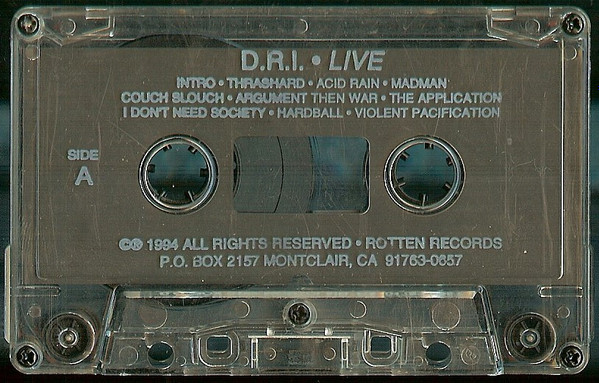 D.R.I. • LIVE
INTRO • THRASHARD • ACID RAIN • MADMAN
COUCH SLOUCH • ARGUMENT THEN WAR • THE APPLICATION
I DON'T NEED SOCIETY • HARDBALL • VIOLENT PACIFICATION
SIDE
A
©℗ 1994 ALL RIGHTS RESERVED • ROTTEN RECORDS
P.O. BOX 2157 MONTCLAIR, CA 91763-0657